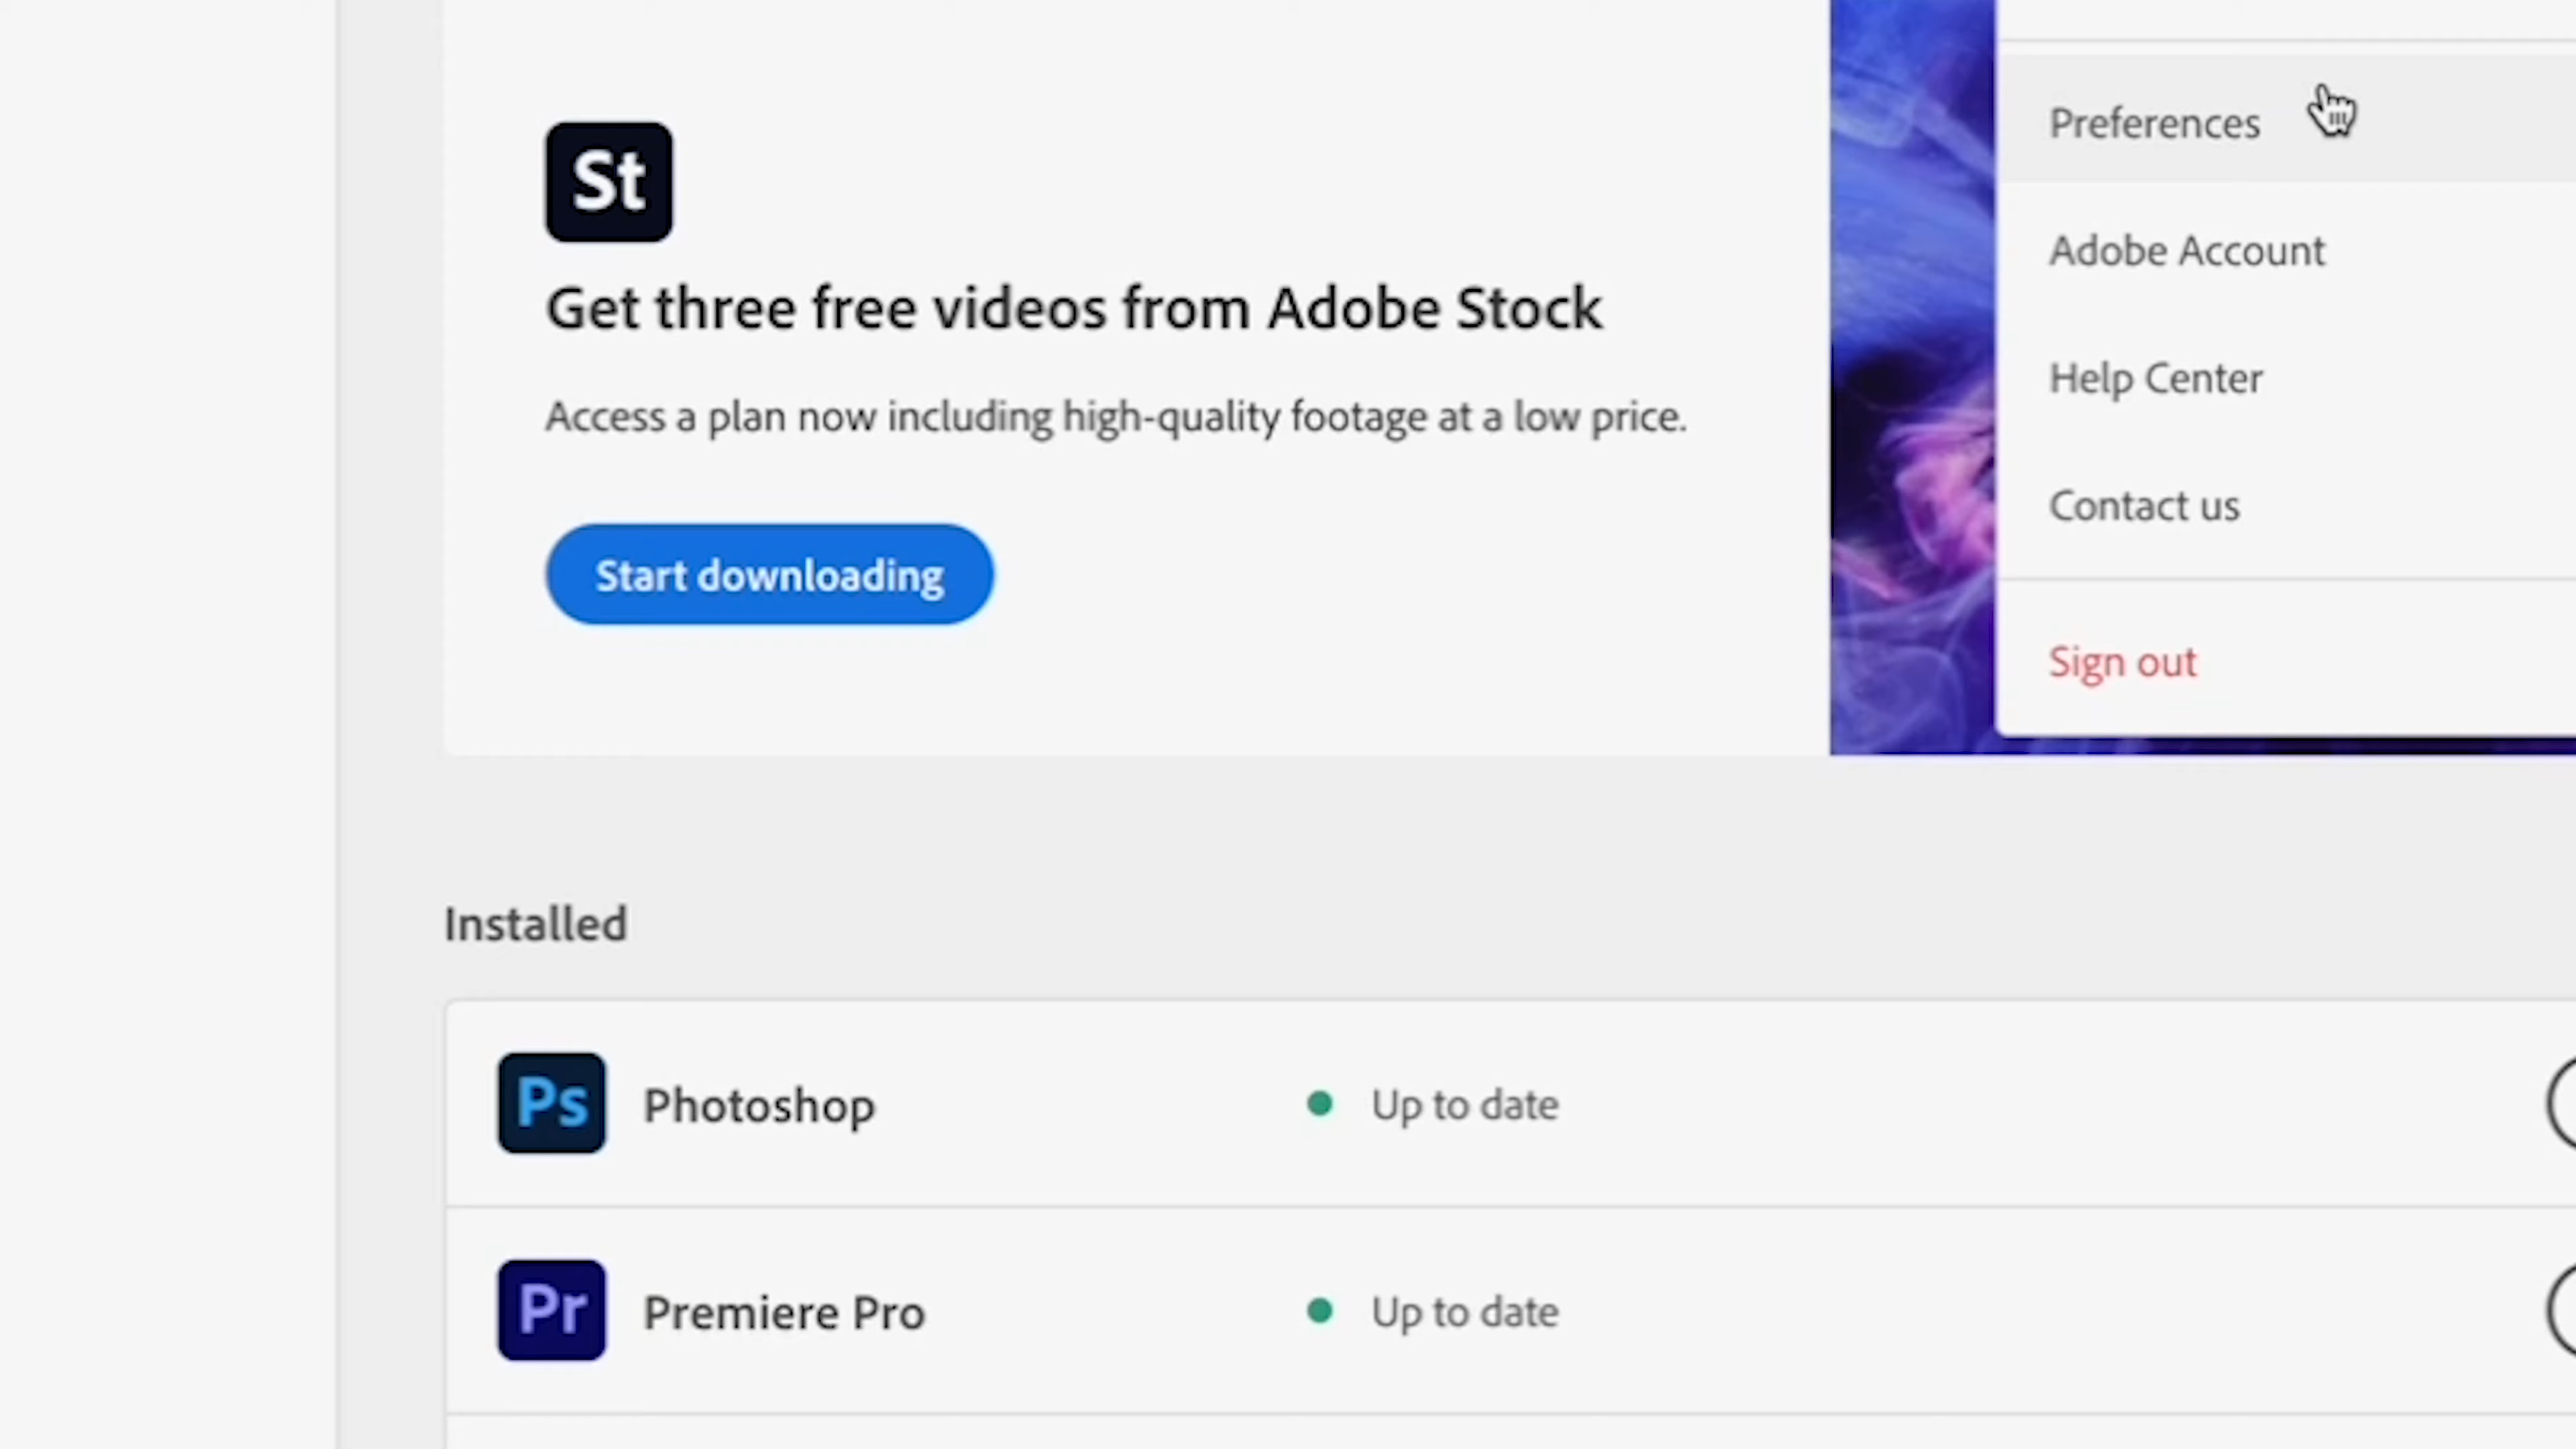 St
Get three free videos from Adobe Stock
Access a plan now including high-quality footage at a low price.
Start downloading
Preferences
Adobe Account
Help Center
Contact us
Sign out
Installed
Ps Photoshop Up to date
Pr Premiere Pro Up to date